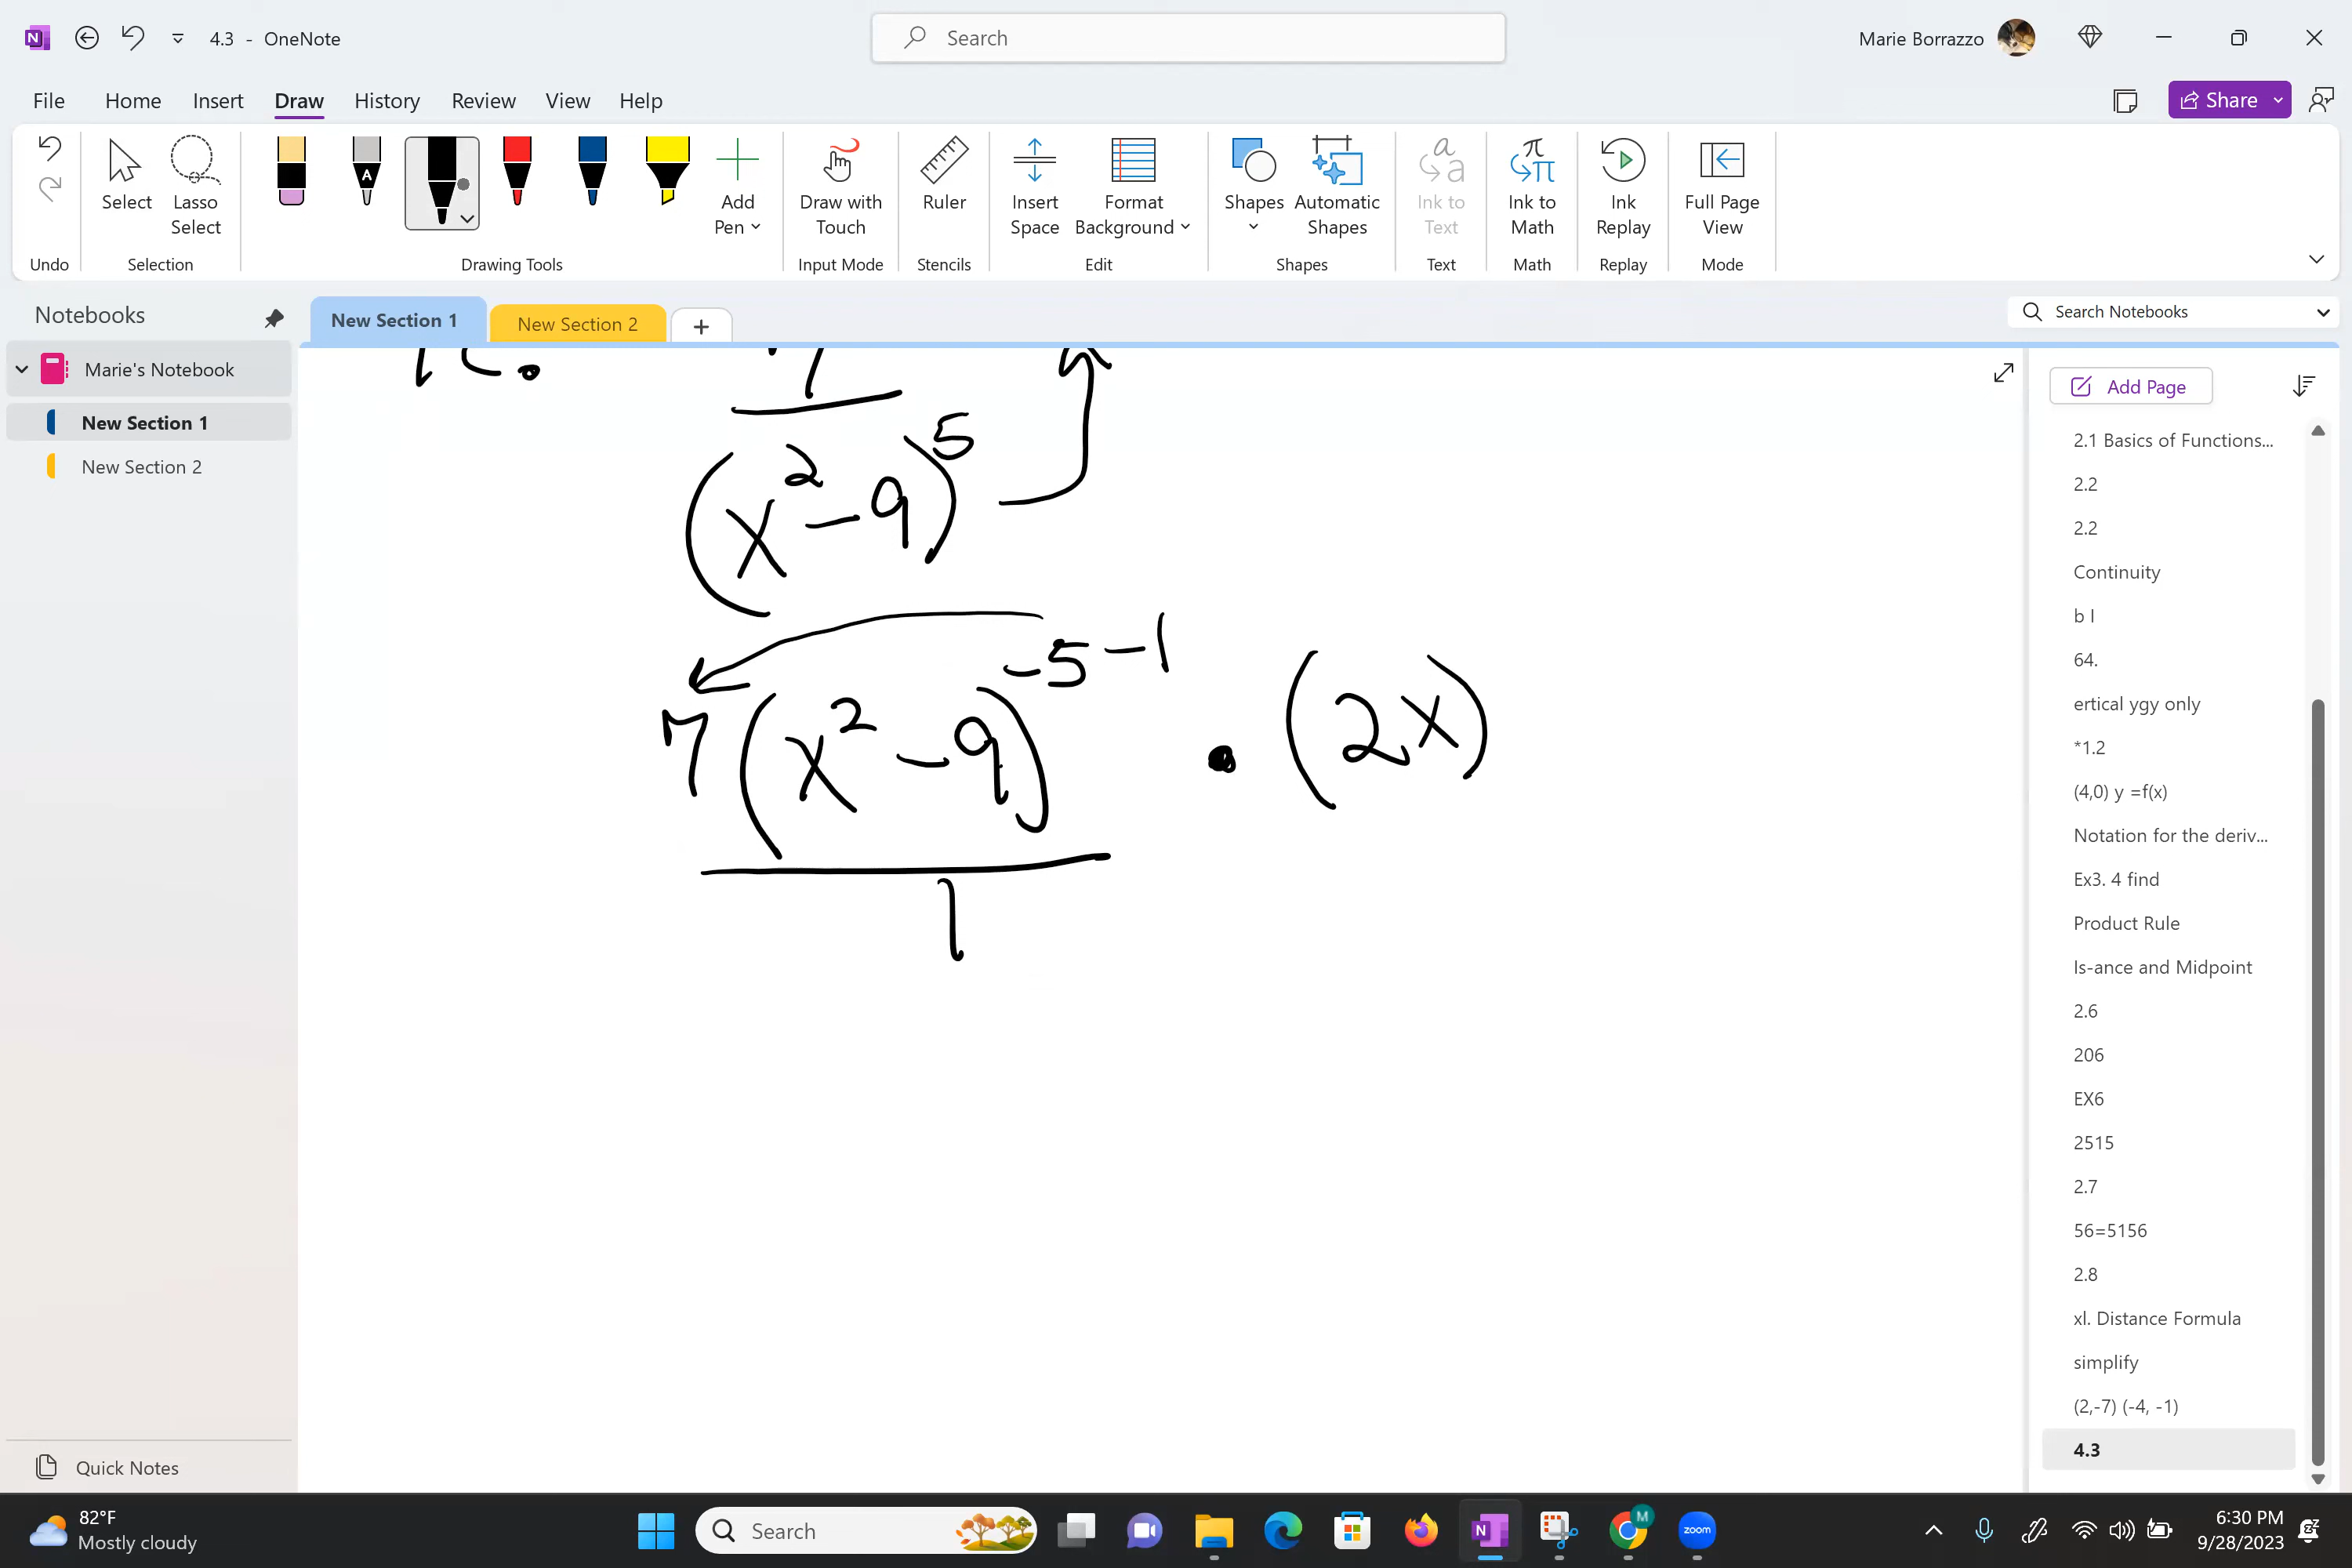 4.3 - OneNote
Search
Marie Borrazzo
File Home Insert Draw History Review View Help
Share
Select
Lasso Select
Add Pen
Draw with Touch
Ruler
Insert Space
Format Background
Shapes
Automatic Shapes
Ink to Text
Ink to Math
Ink Replay
Full Page View
Undo Selection Drawing Tools Input Mode Stencils Edit Shapes Text Math Replay Mode
Notebooks
New Section 1
New Section 2
+
Search Notebooks
Marie's Notebook
New Section 1
New Section 2
Quick Notes
(x² - 9)⁵
7(x² - 9)⁻⁵⁻¹ • (2x)
1
Add Page
2.1 Basics of Functions...
2.2
2.2
Continuity
b I
64.
ertical ygy only
*1.2
(4,0) y =f(x)
Notation for the deriv...
Ex3. 4 find
Product Rule
Is-ance and Midpoint
2.6
206
EX6
2515
2.7
56=5156
2.8
xl. Distance Formula
simplify
(2,-7) (-4, -1)
4.3
82°F
Mostly cloudy
Search
M
zoom
6:30 PM
9/28/2023